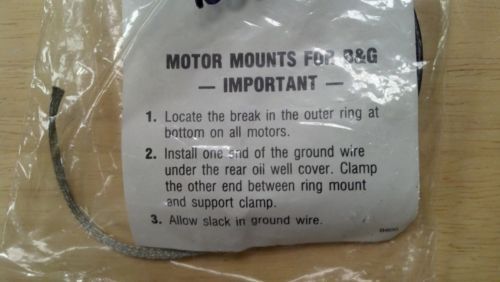 MOTOR MOUNTS FOR B&G
— IMPORTANT —
1. Locate the break in the outer ring at
bottom on all motors.
2. Install one end of the ground wire
under the rear oil well cover. Clamp
the other end between ring mount
and support clamp.
3. Allow slack in ground wire.